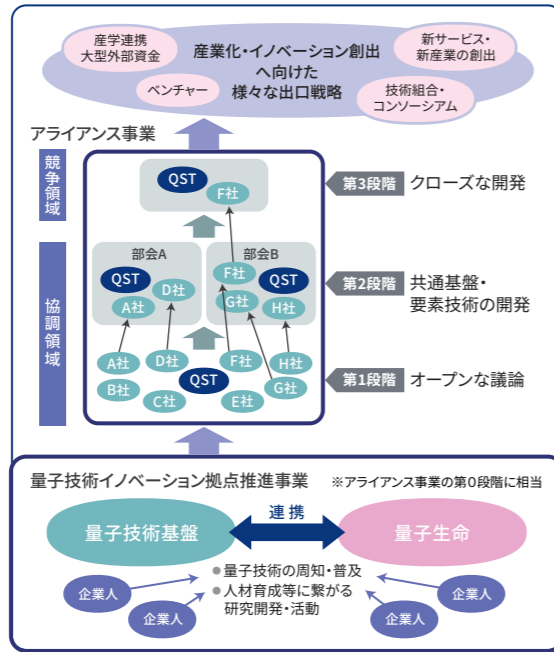 産学連携
大型外部資金
産業化・イノベーション創出
へ向けた
様々な出口戦略
新サービス・
新産業の創出
ベンチャー
技術組合・
コンソーシアム
アライアンス事業
競争領域
QST
F社
第3段階
クローズな開発
協調領域
部会A
QST
D社
A社
部会B
F社
QST
G社
H社
第2段階
共通基盤・
要素技術の開発
A社
D社
F社
H社
B社
C社
QST
E社
G社
第1段階
オープンな議論
量子技術イノベーション拠点推進事業
※アライアンス事業の第0段階に相当
量子技術基盤
連携
量子生命
●量子技術の周知・普及
●人材育成等に繋がる
研究開発・活動
企業人
企業人
企業人
企業人